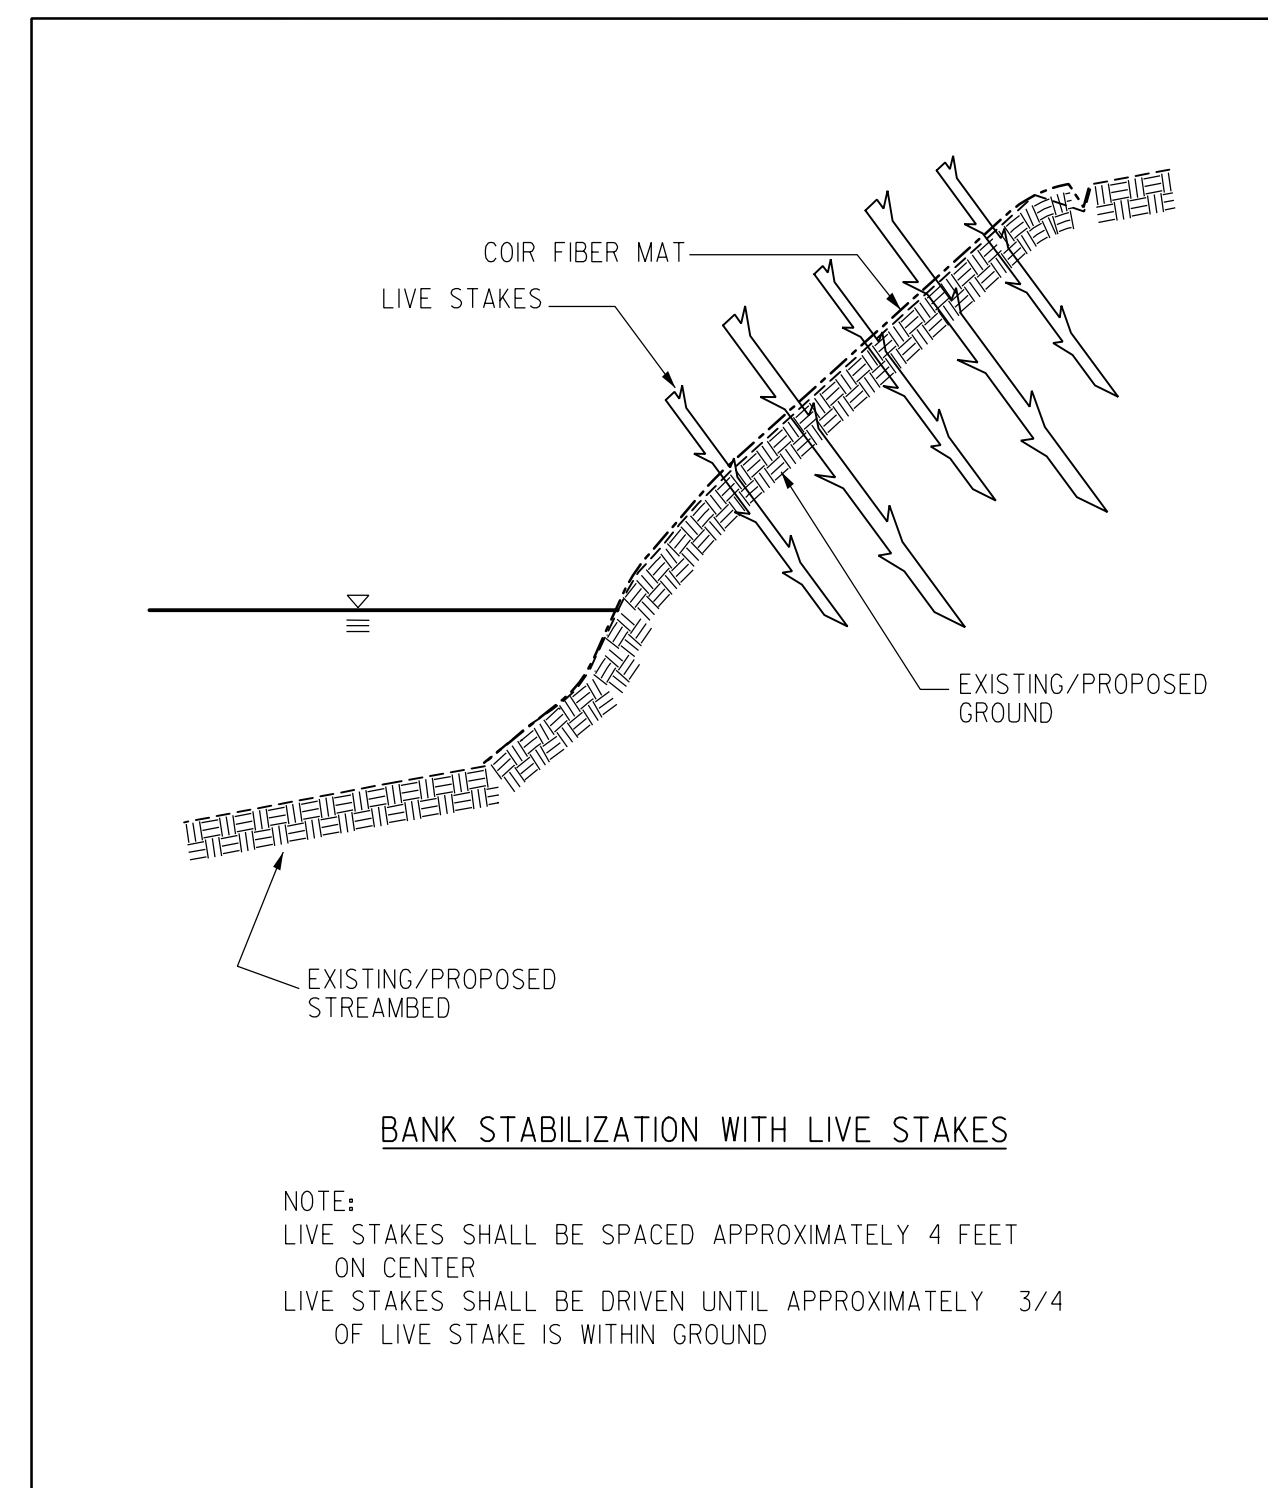 COIR FIBER MAT
LIVE STAKES
EXISTING/PROPOSED
GROUND
EXISTING/PROPOSED
STREAMBED
BANK STABILIZATION WITH LIVE STAKES
NOTE:
LIVE STAKES SHALL BE SPACED APPROXIMATELY 4 FEET
ON CENTER
LIVE STAKES SHALL BE DRIVEN UNTIL APPROXIMATELY 3/4
OF LIVE STAKE IS WITHIN GROUND